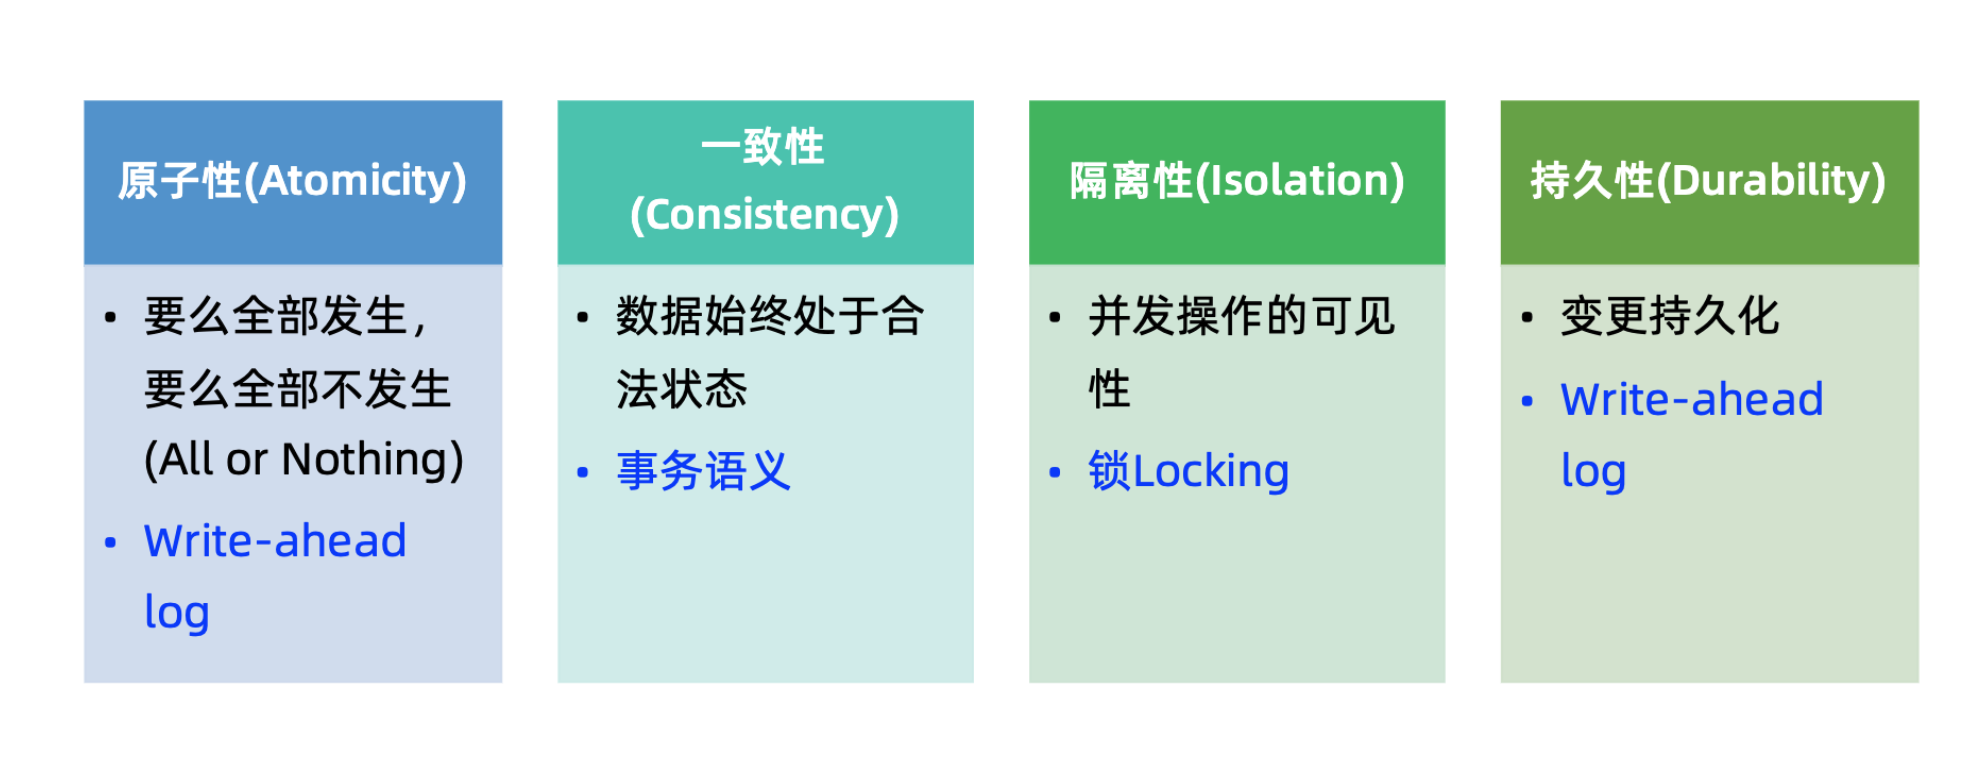 原子性(Atomicity)
• 要么全部发生，
要么全部不发生
(All or Nothing)
• Write-ahead
log
一致性
(Consistency)
• 数据始终处于合
法状态
• 事务语义
隔离性(Isolation)
• 并发操作的可见
性
• 锁Locking
持久性(Durability)
• 变更持久化
• Write-ahead
log